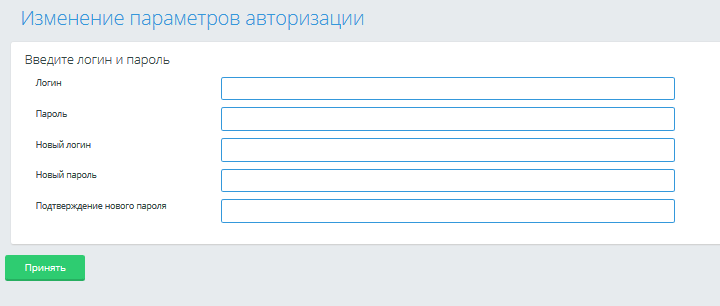 Изменение параметров авторизации
Введите логин и пароль
Логин
Пароль
Новый логин
Новый пароль
Подтверждение нового пароля
Принять